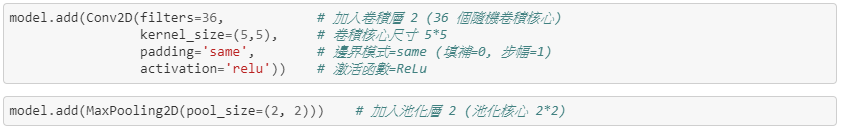 model.add(Conv2D(filters=36,            # 加入卷積層 2 (36 個隨機卷積核心)
                 kernel_size=(5,5),     # 卷積核心尺寸 5*5
                 padding='same',        # 邊界模式=same (填補=0, 步幅=1)
                 activation='relu'))    # 激活函數=ReLu
model.add(MaxPooling2D(pool_size=(2, 2)))    # 加入池化層 2 (池化核心 2*2)